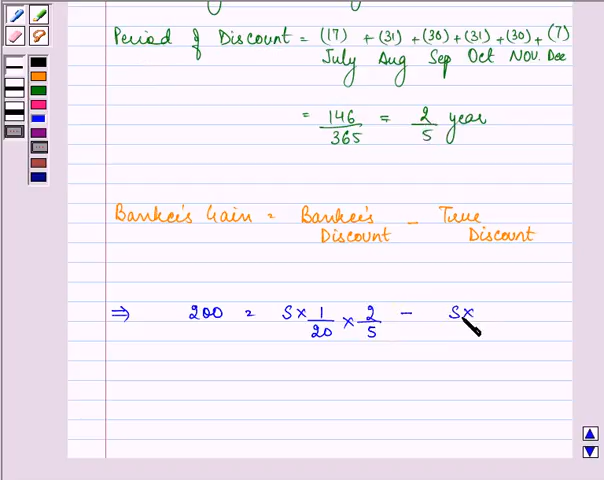 Period of Discount = (17) + (31) + (30) + (31) + (30) + (7)
July Aug Sep Oct Nov. Dec
= 146/365 = 2/5 year
Banker's Gain = Banker's Discount - True Discount
⇒ 200 = S × 1/20 × 2/5 - S×